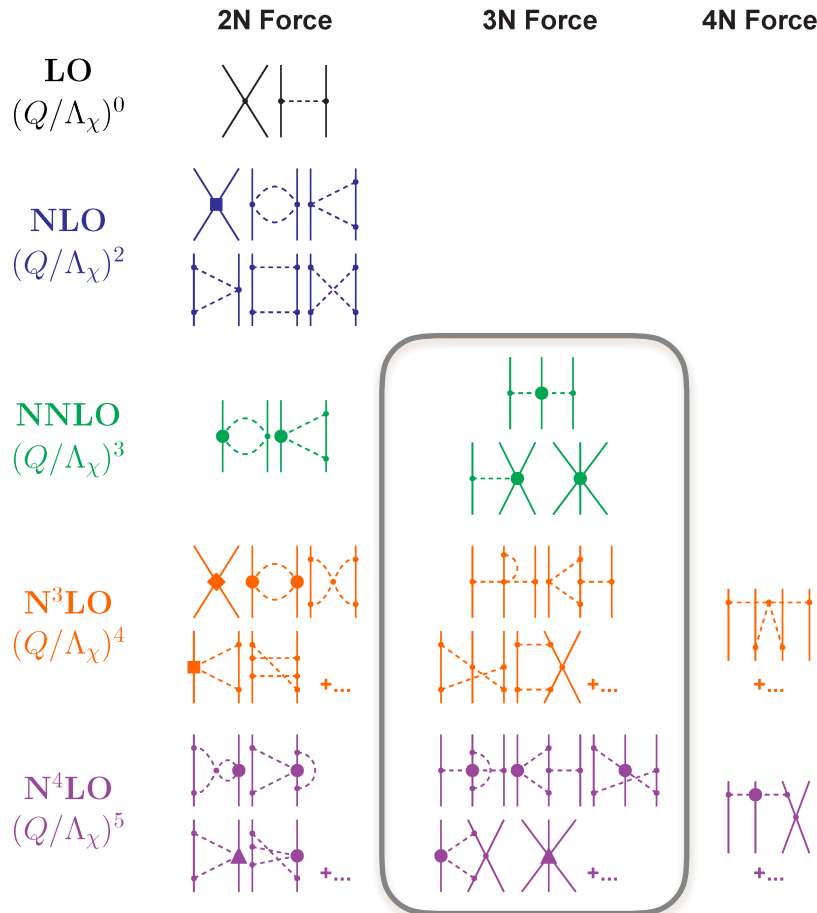 2N Force 3N Force 4N Force
LO
(Q/Λχ)⁰
NLO
(Q/Λχ)²
NNLO
(Q/Λχ)³
N³LO
(Q/Λχ)⁴
+... +... +...
N⁴LO
(Q/Λχ)⁵
+... +... +...